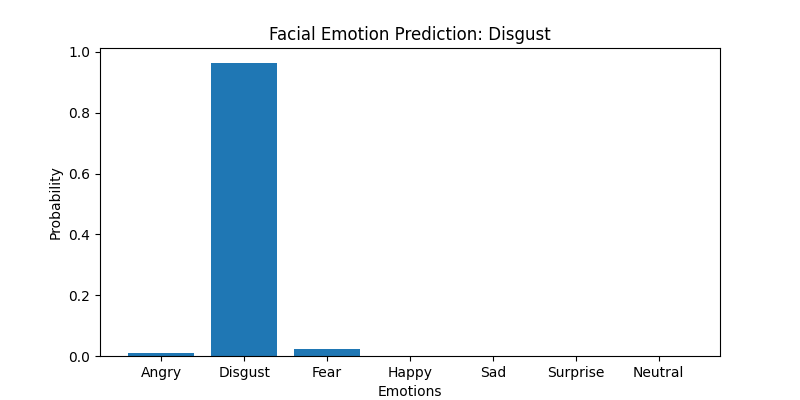 Facial Emotion Prediction: Disgust
1.0
0.8
0.6
0.4
0.2
0.0
Probability
Angry Disgust Fear Happy Sad Surprise Neutral
Emotions